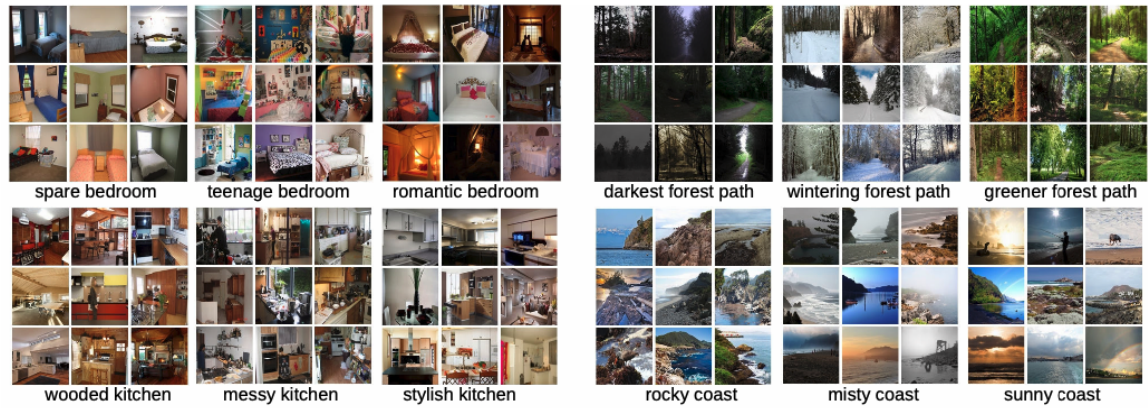 spare bedroom
teenage bedroom
romantic bedroom
darkest forest path
wintering forest path
greener forest path
wooded kitchen
messy kitchen
stylish kitchen
rocky coast
misty coast
sunny coast